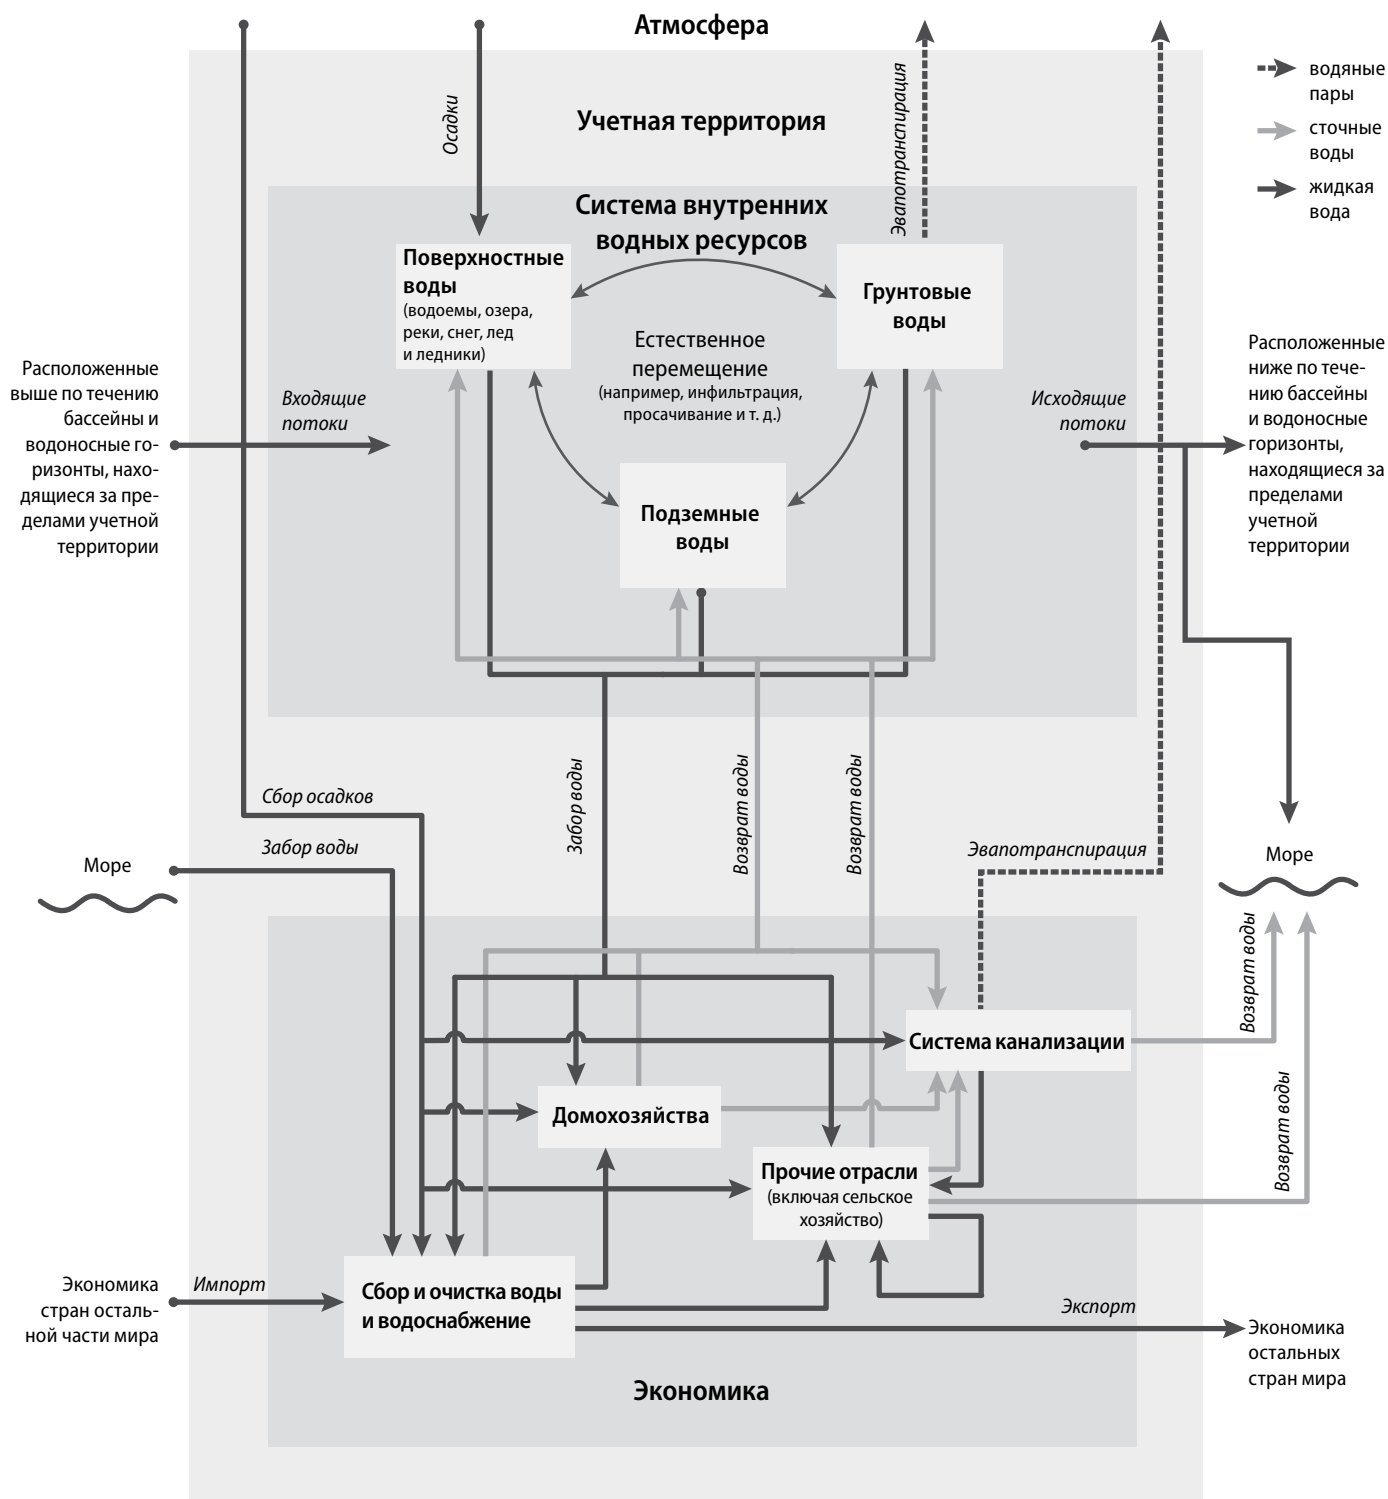 Атмосфера
водяные
пары
сточные
воды
жидкая
вода
Учетная территория
Осадки
Эвапотранспирация
Система внутренних
водных ресурсов
Поверхностные
воды
(водоемы, озера,
реки, снег, лед
и ледники)
Грунтовые
воды
Естественное
перемещение
(например, инфильтрация,
просачивание и т. д.)
Подземные
воды
Расположенные
выше по течению
бассейны и
водоносные го-
ризонты, нахо-
дящиеся за пре-
делами учетной
территории
Входящие
потоки
Исходящие
потоки
Расположенные
ниже по тече-
нию бассейны
и водоносные
горизонты,
находящиеся за
пределами
учетной
территории
Сбор осадков
Забор воды
Море
Забор воды
Возврат воды
Возврат воды
Эвапотранспирация
Море
Возврат воды
Возврат воды
Система канализации
Домохозяйства
Прочие отрасли
(включая сельское
хозяйство)
Сбор и очистка воды
и водоснабжение
Экономика
стран осталь-
ной части мира
Импорт
Экспорт
Экономика
остальных
стран мира
Экономика